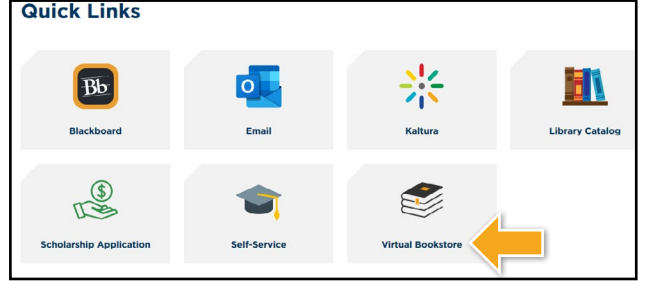 Quick Links
Bb
Blackboard
O
Email
Kaltura
Library Catalog
$
Scholarship Application
Self-Service
Virtual Bookstore